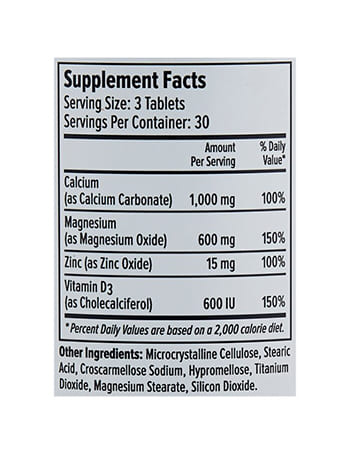 Supplement Facts
Serving Size: 3 Tablets
Servings Per Container: 30
Amount Per Serving % Daily Value*
Calcium (as Calcium Carbonate) 1,000 mg 100%
Magnesium (as Magnesium Oxide) 600 mg 150%
Zinc (as Zinc Oxide) 15 mg 100%
Vitamin D3 (as Cholecalciferol) 600 IU 150%
*Percent Daily Values are based on a 2,000 calorie diet.
Other Ingredients: Microcrystalline Cellulose, Stearic
Acid, Croscarmellose Sodium, Hypromellose, Titanium
Dioxide, Magnesium Stearate, Silicon Dioxide.